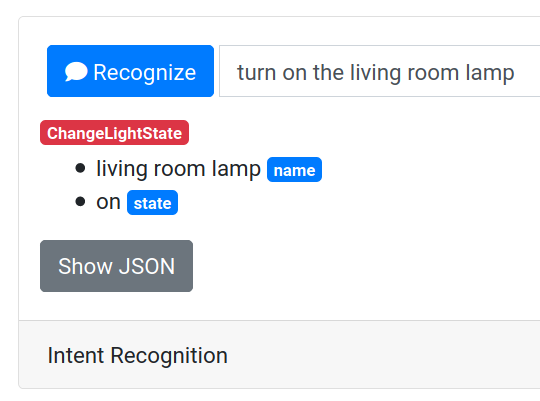 Recognize turn on the living room lamp
ChangeLightState
living room lamp name
on state
Show JSON
Intent Recognition